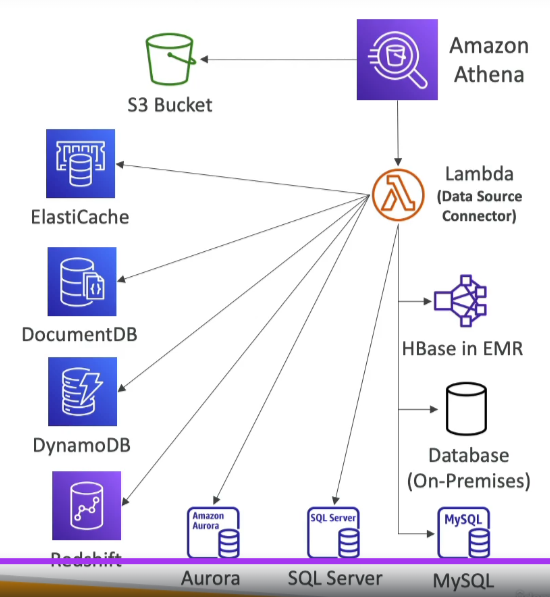 Amazon
Athena
S3 Bucket
Lambda
(Data Source
Connector)
ElastiCache
DocumentDB
HBase in EMR
DynamoDB
Database
(On-Premises)
Redshift
Amazon
Aurora
SQL Server
MySQL
Aurora
SQL Server
MySQL